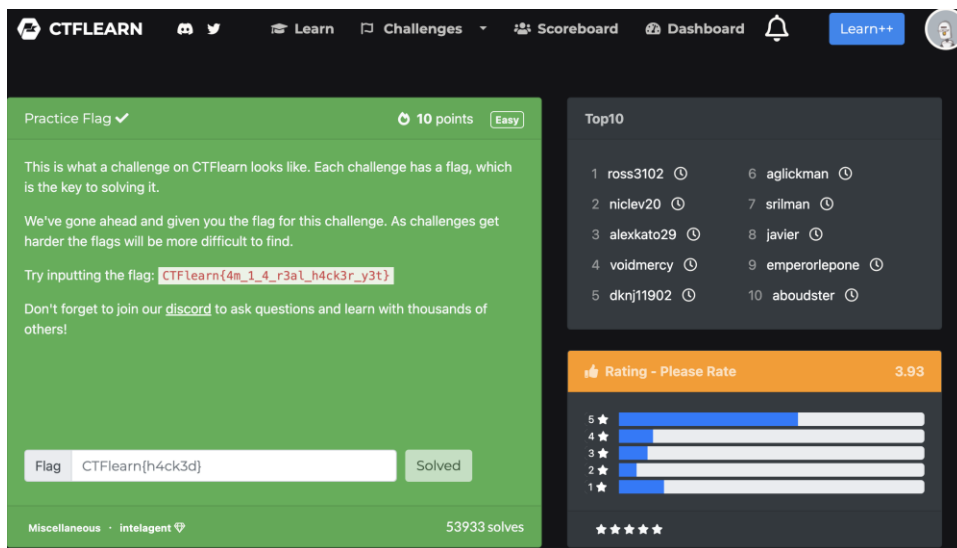 CTFLEARN
Learn
Challenges
Scoreboard
Dashboard
Learn++
Practice Flag
10 points
Easy
This is what a challenge on CTFlearn looks like. Each challenge has a flag, which
is the key to solving it.
We've gone ahead and given you the flag for this challenge. As challenges get
harder the flags will be more difficult to find.
Try inputting the flag: CTFlearn{4m_1_4_r3al_h4ck3r_y3t}
Don't forget to join our discord to ask questions and learn with thousands of
others!
Flag
CTFlearn{h4ck3d}
Solved
Miscellaneous · intelagent
53933 solves
Top10
1 ross3102
2 niclev20
3 alexkato29
4 voidmercy
5 dknj11902
6 aglickman
7 srilman
8 javier
9 emperorlepone
10 aboudster
Rating - Please Rate
3.93
5
4
3
2
1